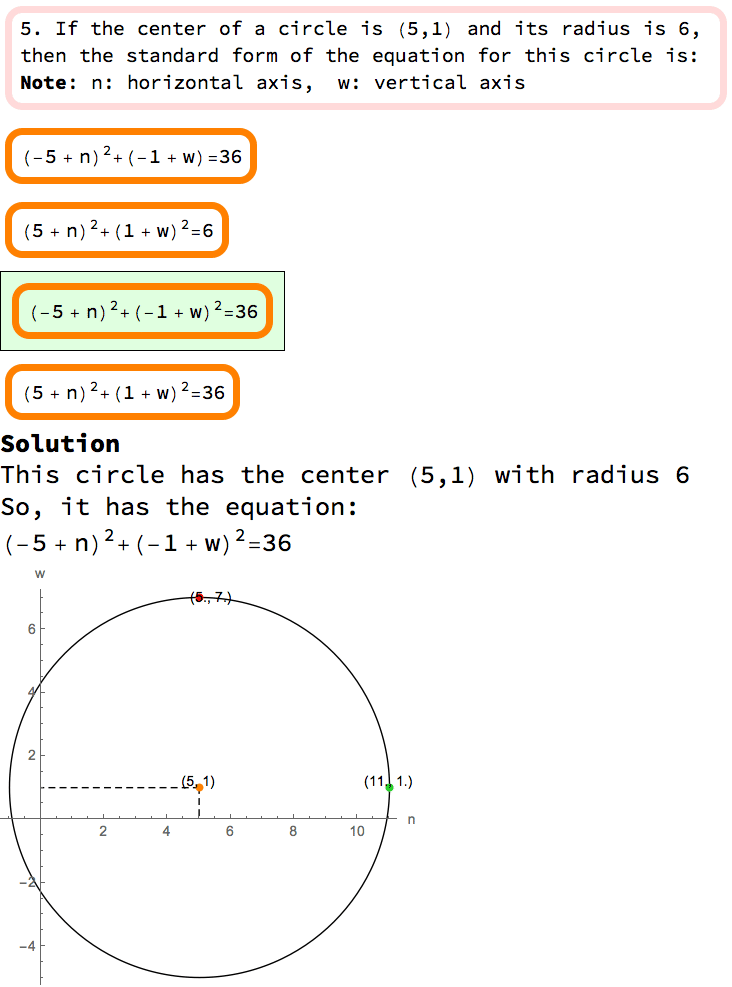 5. If the center of a circle is (5,1) and its radius is 6,
then the standard form of the equation for this circle is:
Note: n: horizontal axis,  w: vertical axis
(-5 + n)²+(-1 + w)=36
(5 + n)²+(1 + w)²=6
(-5 + n)²+(-1 + w)²=36
(5 + n)²+(1 + w)²=36
Solution
This circle has the center (5,1) with radius 6
So, it has the equation:
(-5 + n)²+(-1 + w)²=36
w
(5., 7.)
6
4
2
(5, 1)
(11., 1.)
2 4 6 8 10 n
-2
-4